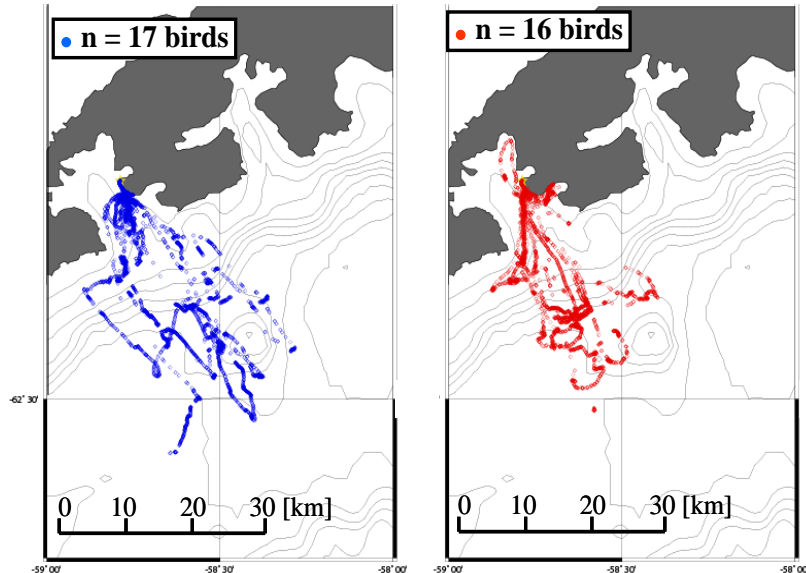 n = 17 birds
n = 16 birds
-62˚ 30'
0 10 20 30 [km]
0 10 20 30 [km]
-59˚ 00' -58˚ 30' -58˚ 00'
-59˚ 00' -58˚ 30' -58˚ 00'